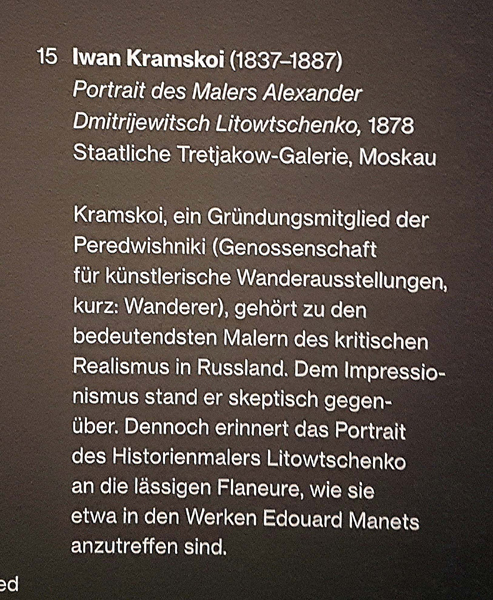 15 Iwan Kramskoi (1837–1887)
Portrait des Malers Alexander
Dmitrijewitsch Litowtschenko, 1878
Staatliche Tretjakow-Galerie, Moskau
Kramskoi, ein Gründungsmitglied der
Peredwishniki (Genossenschaft
für künstlerische Wanderausstellungen,
kurz: Wanderer), gehört zu den
bedeutendsten Malern des kritischen
Realismus in Russland. Dem Impressio-
nismus stand er skeptisch gegen-
über. Dennoch erinnert das Portrait
des Historienmalers Litowtschenko
an die lässigen Flaneure, wie sie
etwa in den Werken Edouard Manets
anzutreffen sind.